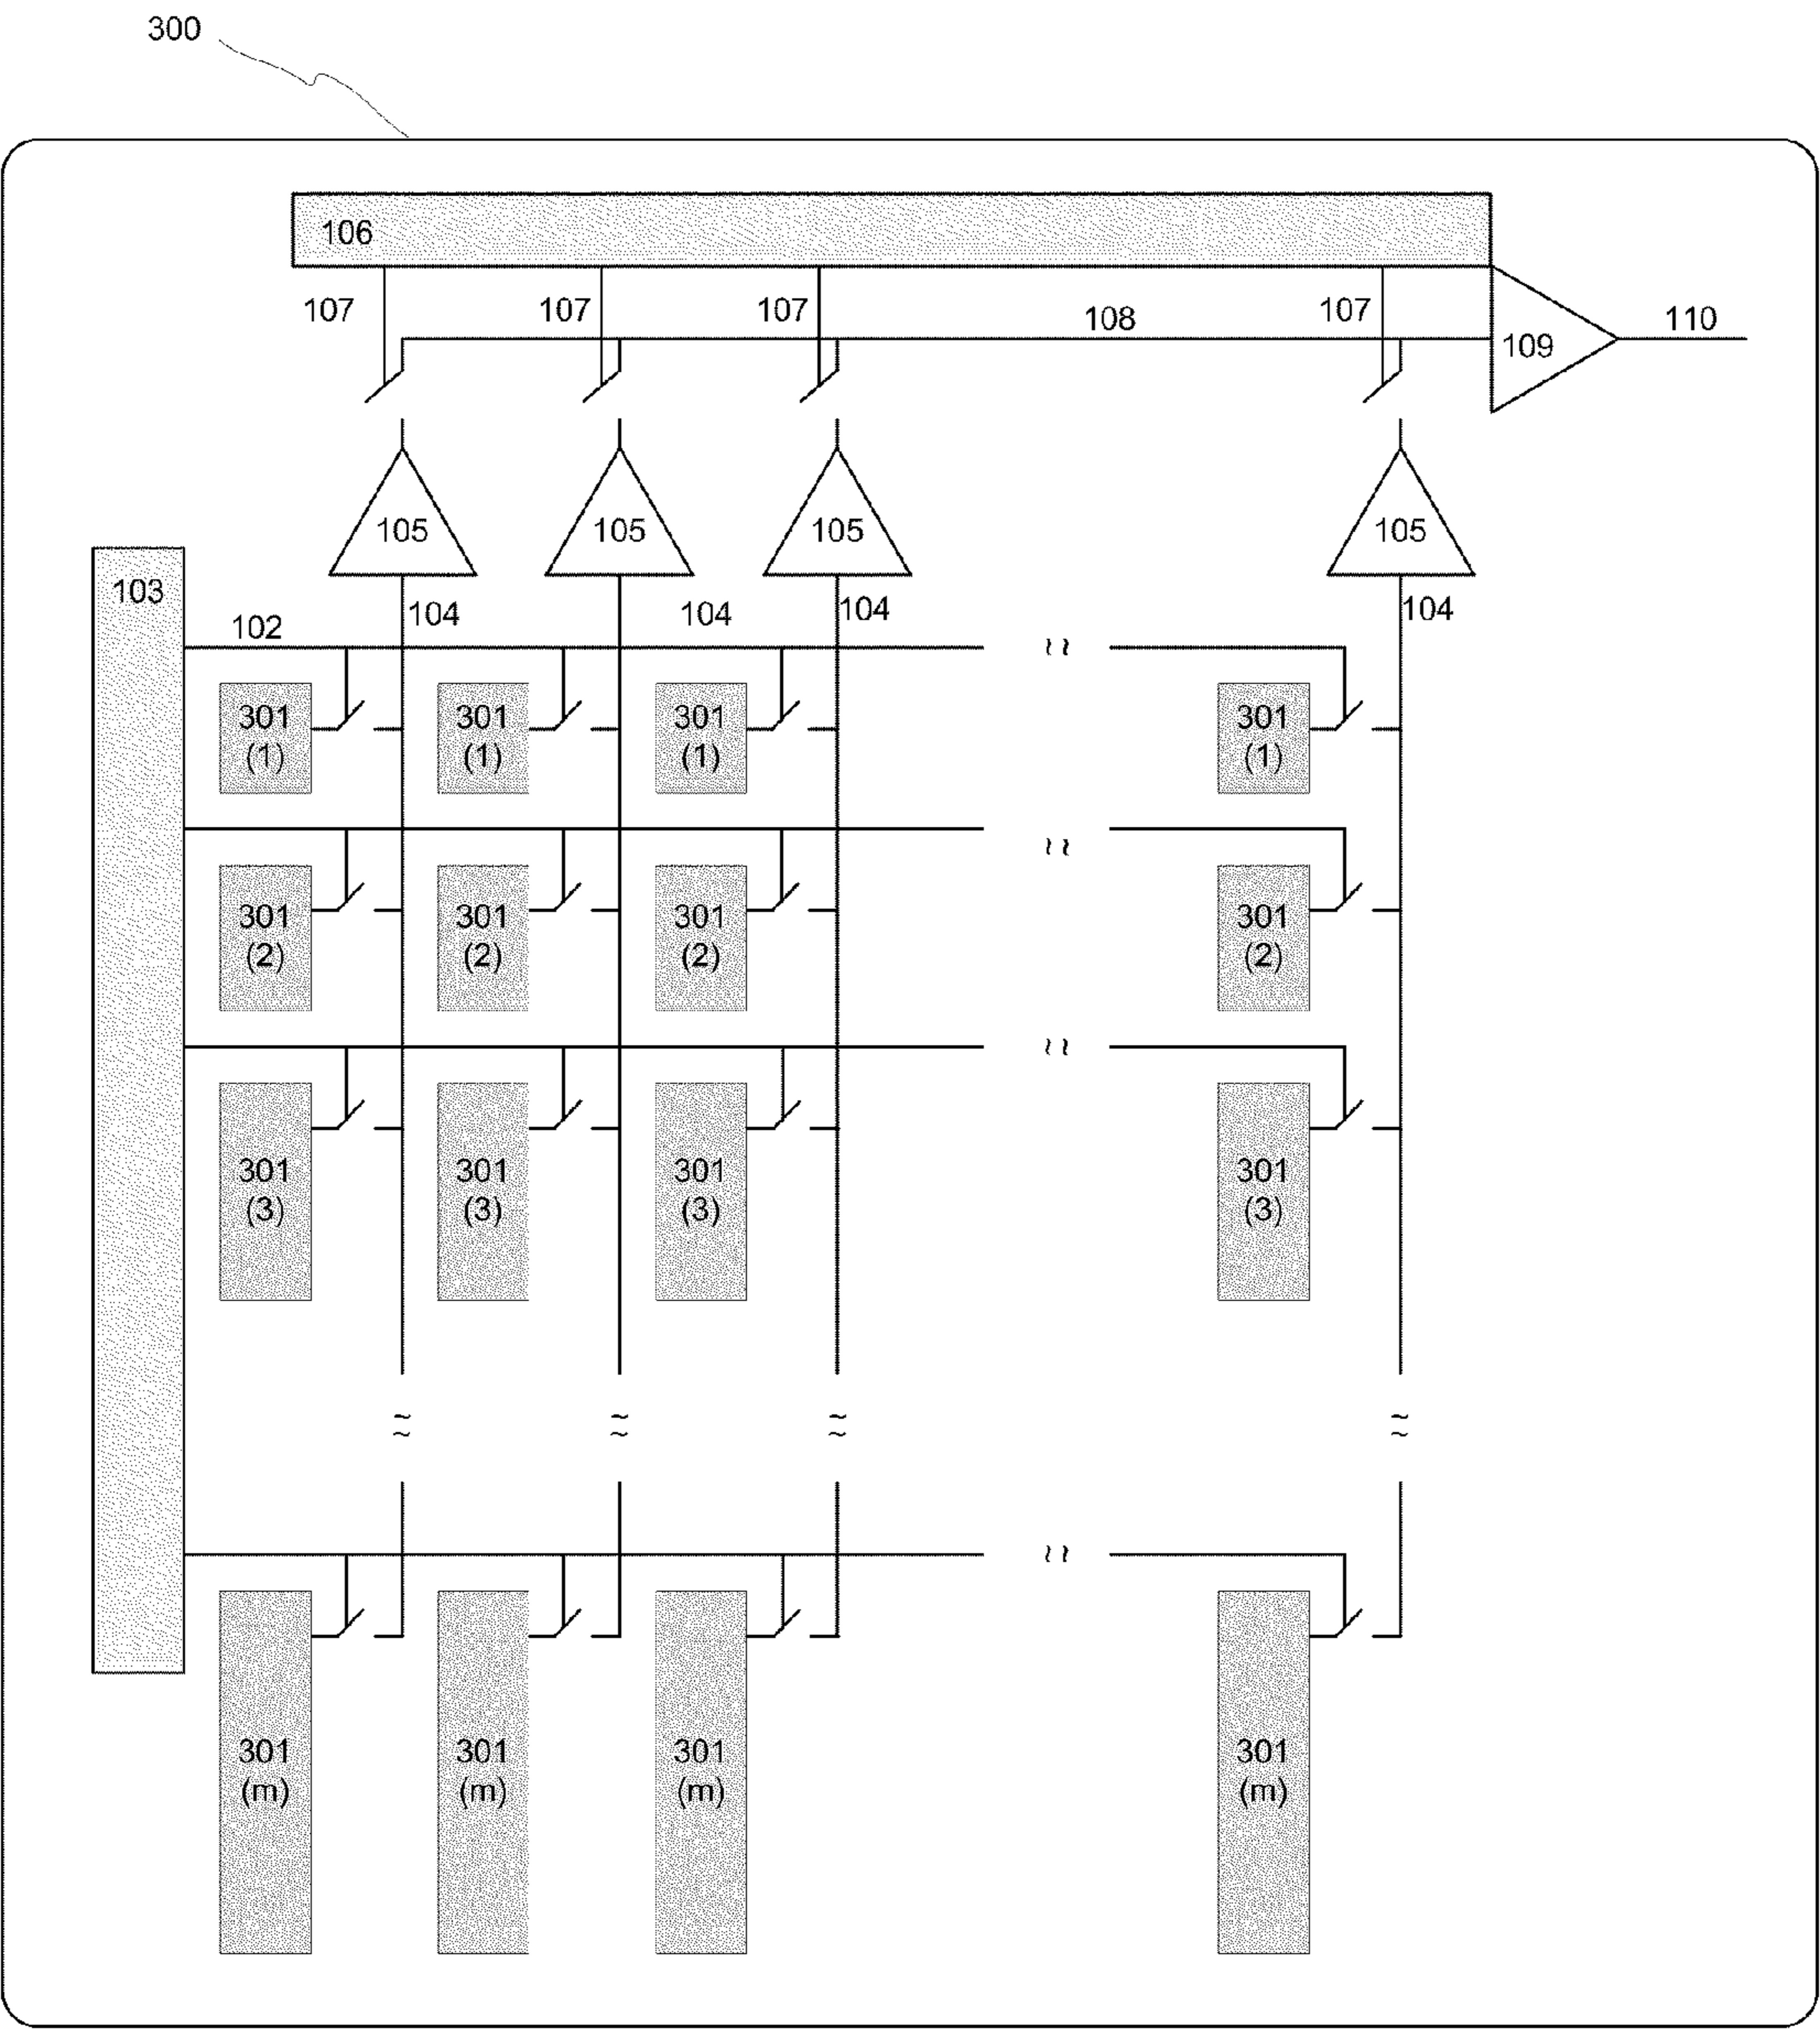 300
106
107 107 107 108 107 109 110
105 105 105 105
103
102 104 104 104 104
301 301 301 301
(1) (1) (1) (1)
301 301 301 301
(2) (2) (2) (2)
301 301 301 301
(3) (3) (3) (3)
301 301 301 301
(m) (m) (m) (m)